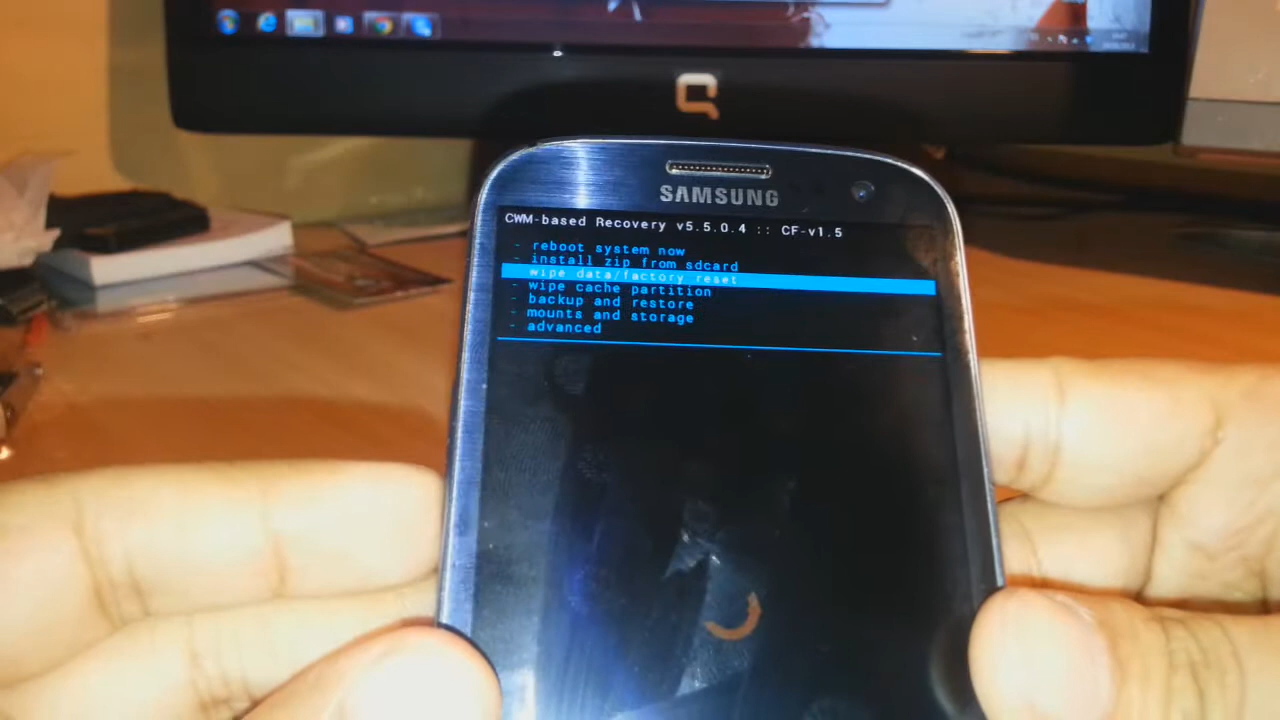 SAMSUNG
CWM-based Recovery v5.5.0.4 :: CF-v1.5
- reboot system now
- install zip from sdcard
- wipe data/factory reset
- wipe cache partition
- backup and restore
- mounts and storage
- advanced